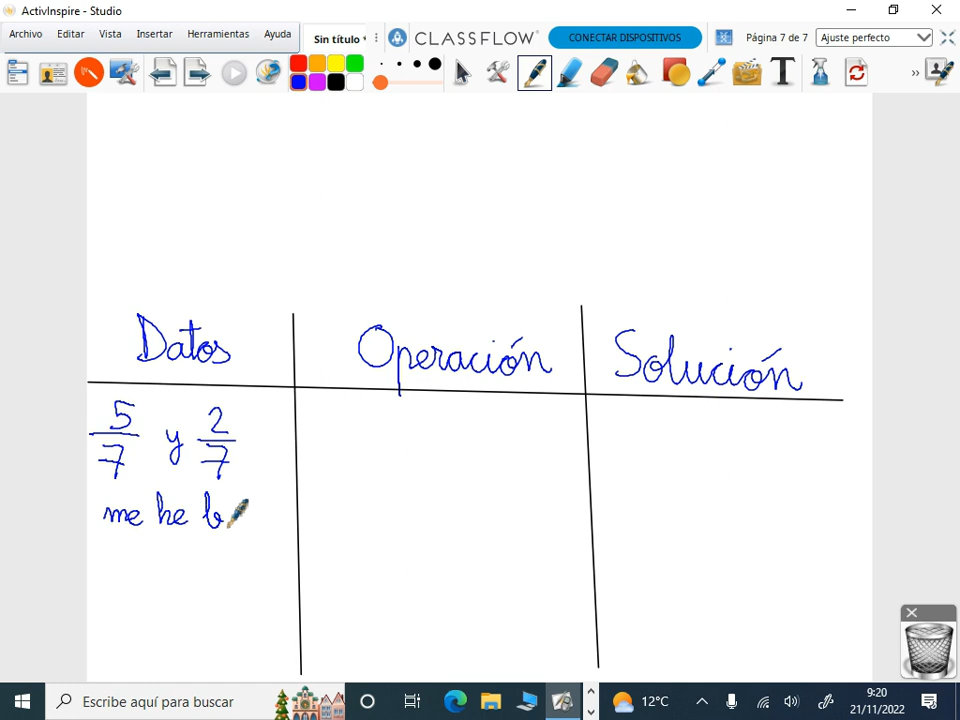 ActivInspire - Studio
Archivo Editar Vista Insertar Herramientas Ayuda
Sin título
CLASSFLOW
CONECTAR DISPOSITIVOS
Página 7 de 7
Ajuste perfecto
Datos Operación Solución
5/7 y 2/7
me he b
Escribe aquí para buscar
12°C
9:20
21/11/2022